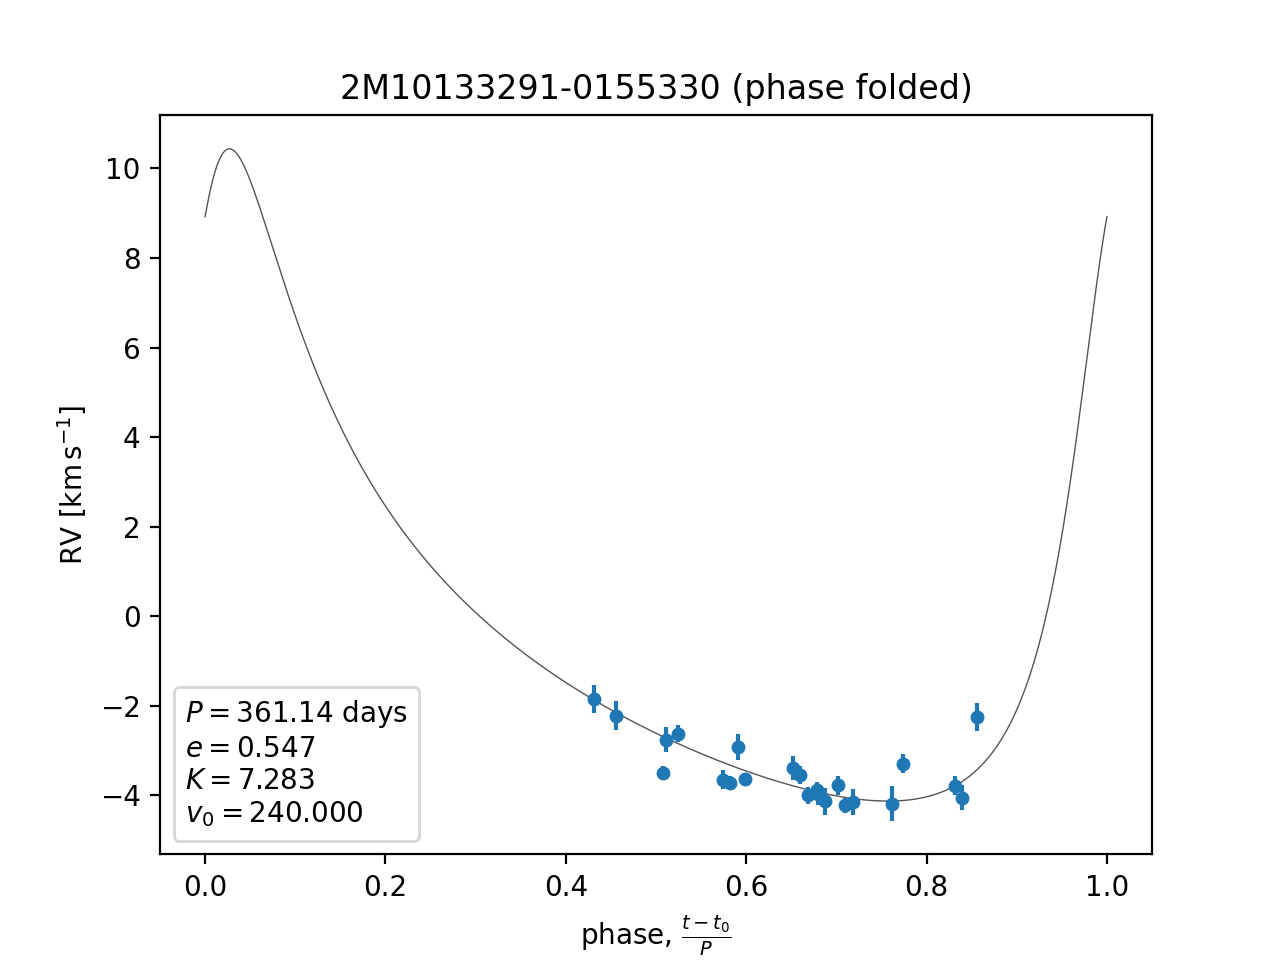 2M10133291-0155330 (phase folded)
RV [km s⁻¹]
10
8
6
4
2
0
−2
−4
P = 361.14 days
e = 0.547
K = 7.283
v₀ = 240.000
0.0 0.2 0.4 0.6 0.8 1.0
phase, (t − t₀)/P